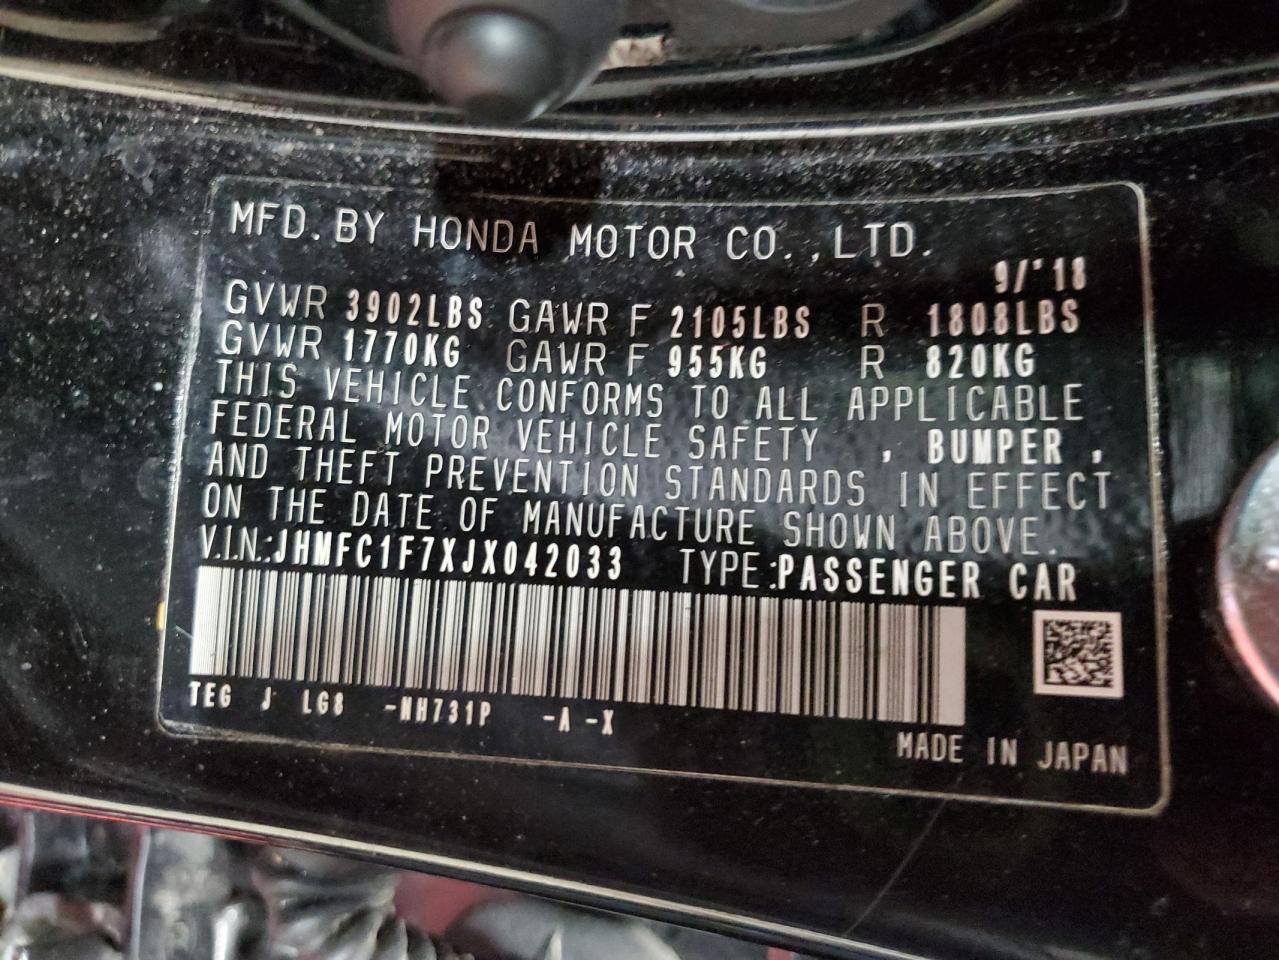 MFD. BY HONDA MOTOR CO.,LTD.
9/'18
GVWR 3902LBS GAWR F 2105LBS R 1808LBS
GVWR 1770KG GAWR F 955KG R 820KG
THIS VEHICLE CONFORMS TO ALL APPLICABLE
FEDERAL MOTOR VEHICLE SAFETY , BUMPER ,
AND THEFT PREVENTION STANDARDS IN EFFECT
ON THE DATE OF MANUFACTURE SHOWN ABOVE.
V.I.N.:JHMFC1F7XJX042033 TYPE:PASSENGER CAR
TEG J LG8 -NH731P -A -X
MADE IN JAPAN